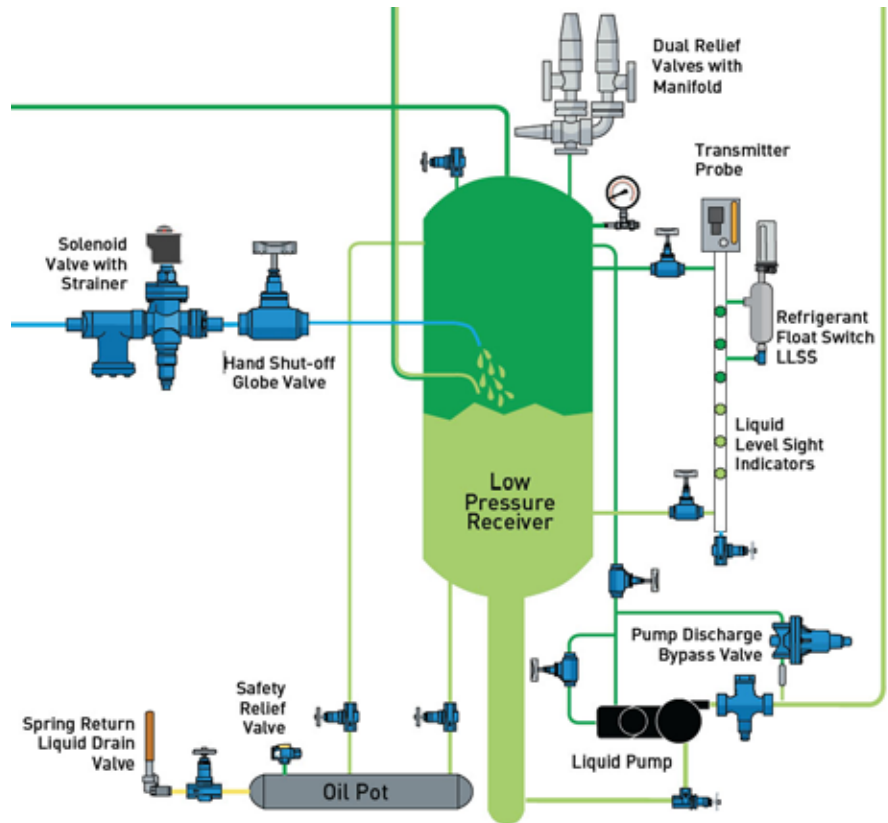 Dual Relief
Valves with
Manifold
Transmitter
Probe
Solenoid
Valve with
Strainer
Hand Shut-off
Globe Valve
Refrigerant
Float Switch
LLSS
Liquid
Level Sight
Indicators
Low
Pressure
Receiver
Pump Discharge
Bypass Valve
Safety
Relief
Valve
Spring Return
Liquid Drain
Valve
Liquid Pump
Oil Pot